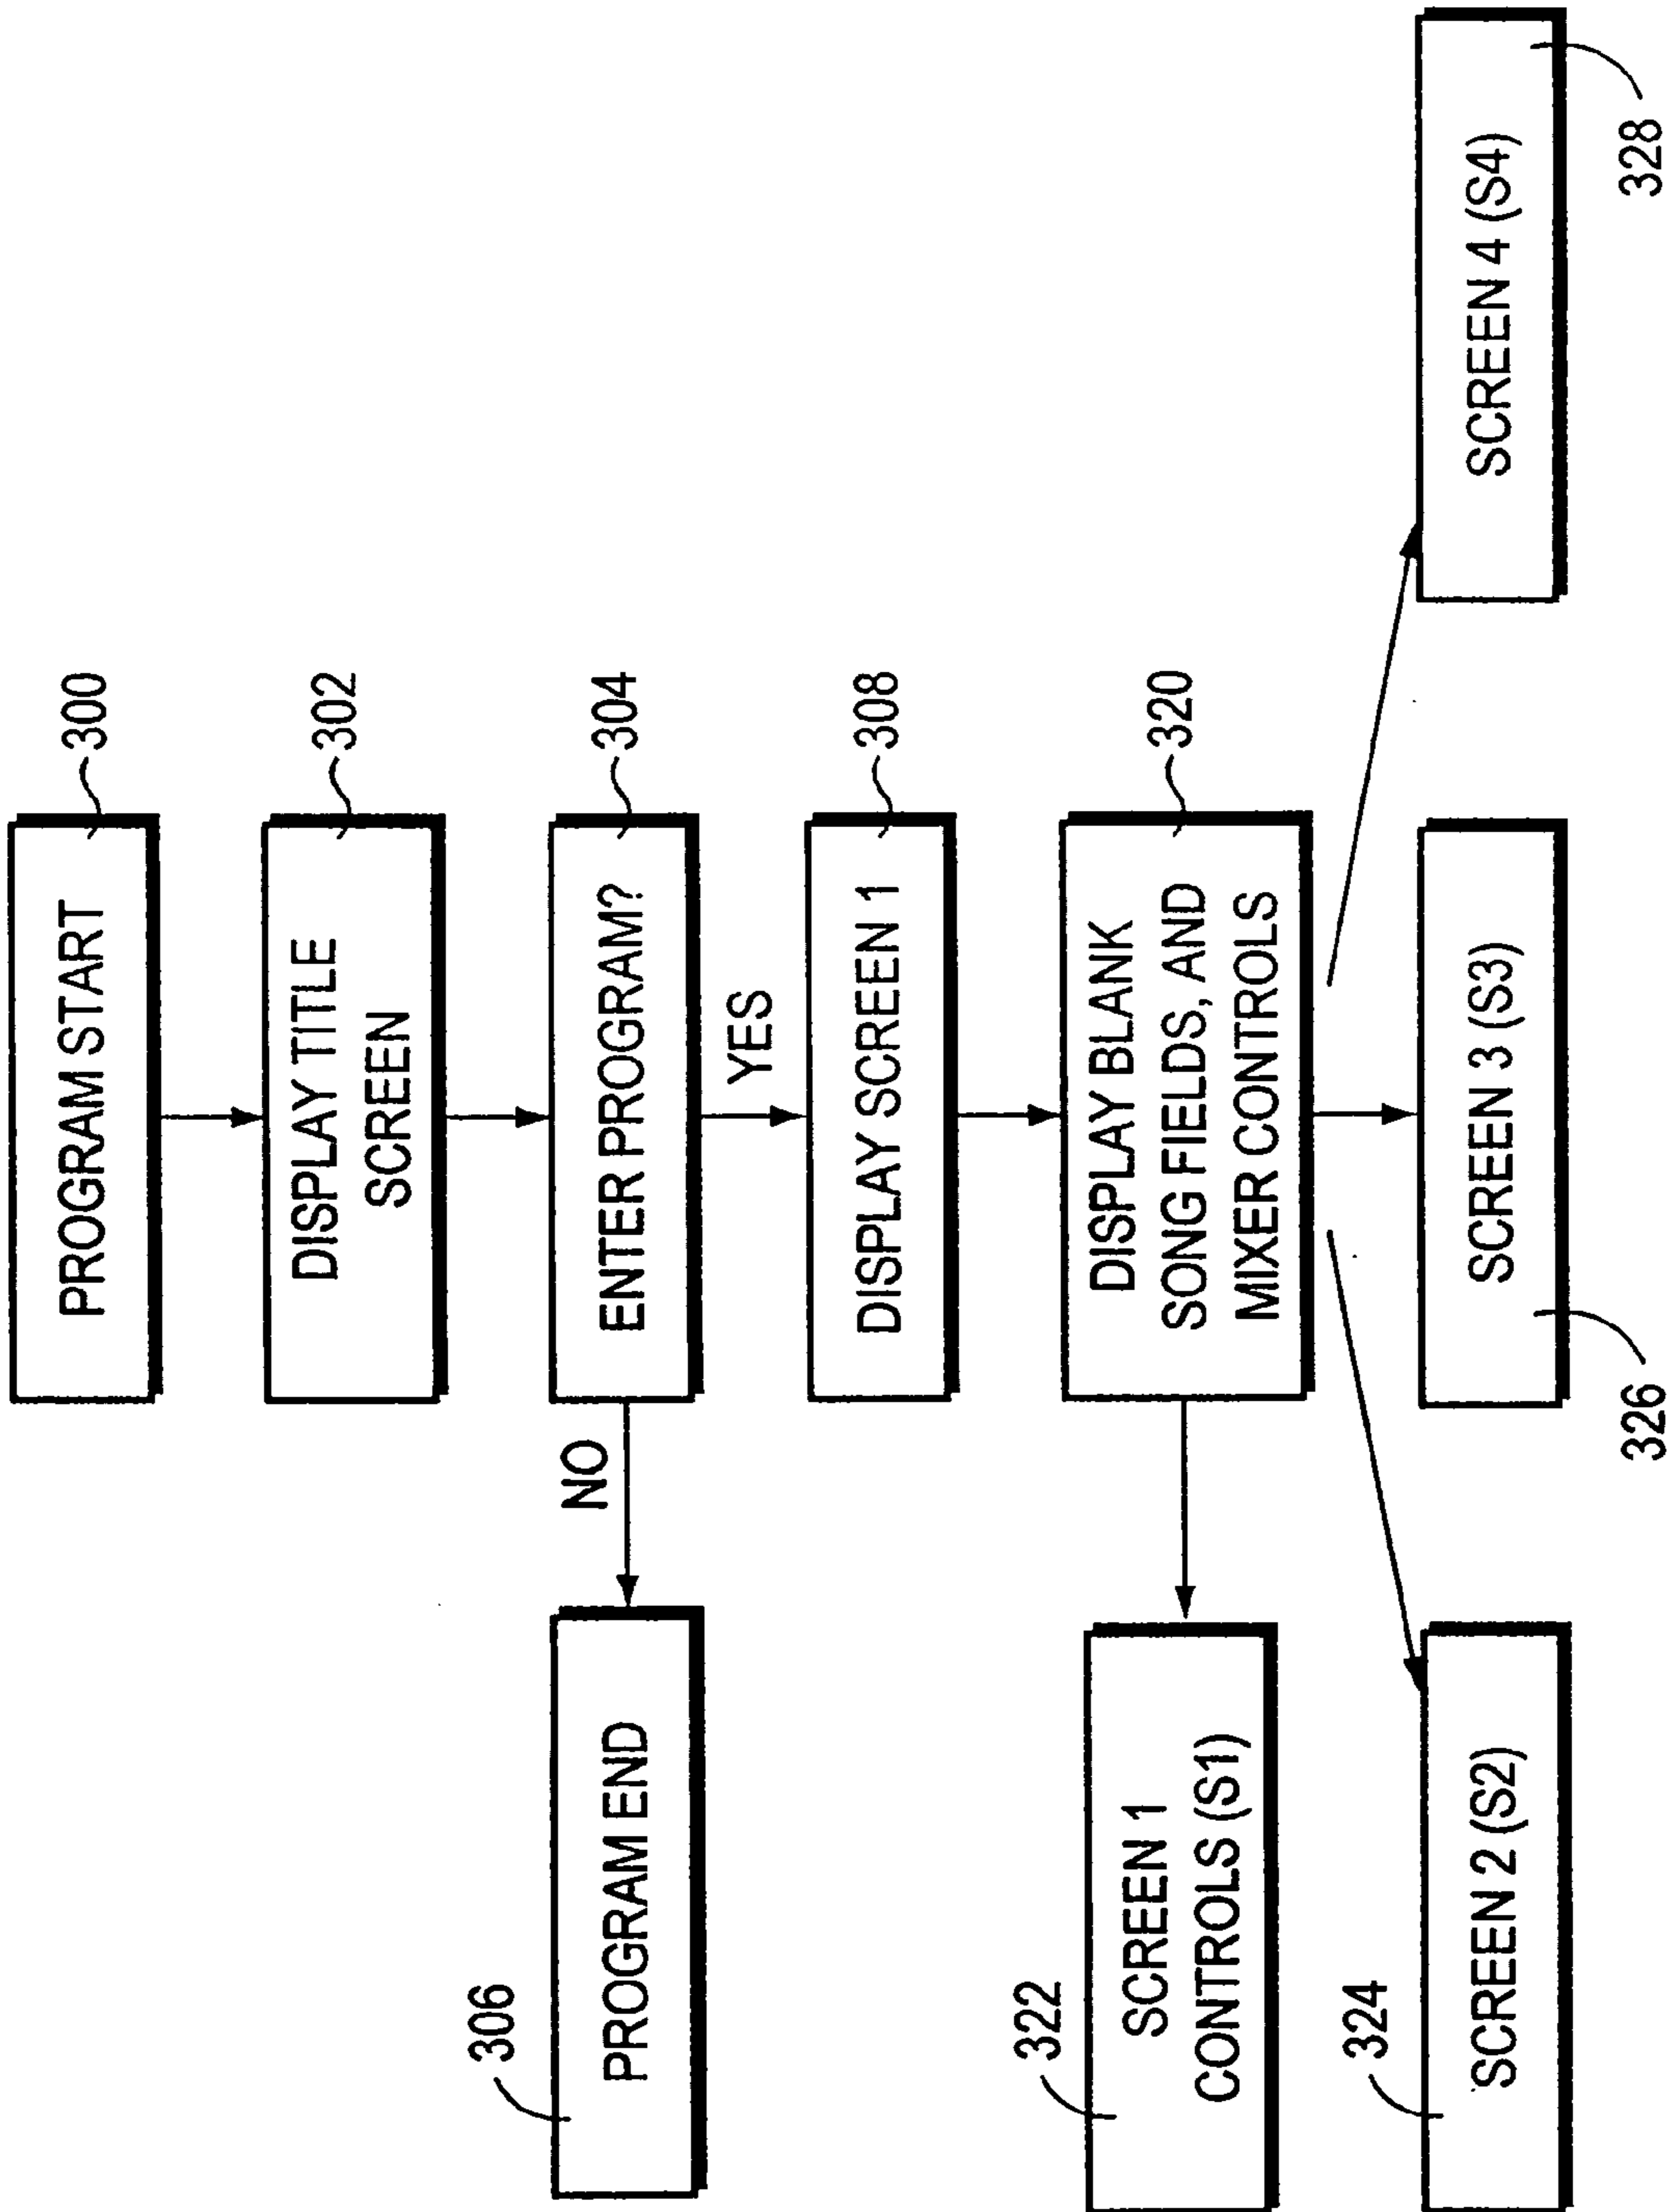 PROGRAM START
300
DISPLAY TITLE
SCREEN
302
ENTER PROGRAM?
304
NO
YES
306
PROGRAM END
DISPLAY SCREEN 1
308
DISPLAY BLANK
SONG FIELDS, AND
MIXER CONTROLS
320
322
SCREEN 1
CONTROLS (S1)
324
SCREEN 2 (S2)
SCREEN 3 (S3)
326
SCREEN 4 (S4)
328